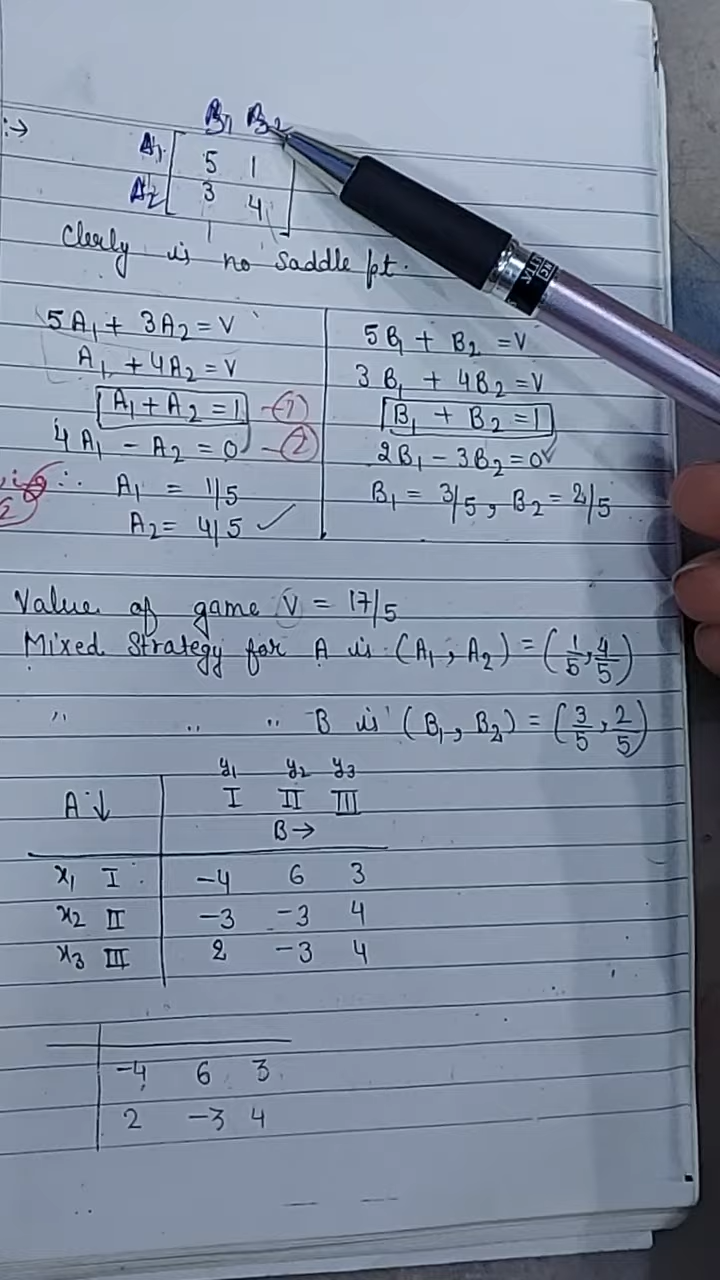 :→
B1 B2
A1 5 1
A2 3 4
Clerly is no saddle pt.
5A1 + 3A2 = V
A1 + 4A2 = V
A1 + A2 = 1 -①
4A1 - A2 = 0 -②
∴ A1 = 1/5
A2 = 4/5 ✓
5B1 + B2 = V
3B1 + 4B2 = V
B1 + B2 = 1
2B1 - 3B2 = 0
B1 = 3/5, B2 = 2/5
Value of game V = 17/5
Mixed Strategy for A is (A1, A2) = (1/5, 4/5)
" " " B is (B1, B2) = (3/5, 2/5)
y1 y2 y3
A↓ I II III
B→
x1 I -4 6 3
x2 II -3 -3 4
x3 III 2 -3 4
-4 6 3
2 -3 4